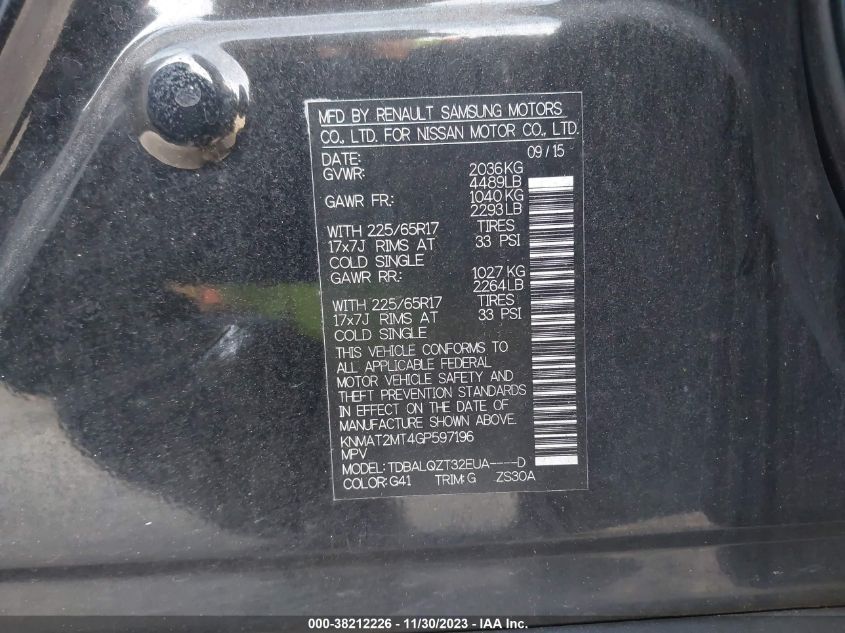 MFD BY RENAULT SAMSUNG MOTORS
CO., LTD. FOR NISSAN MOTOR CO., LTD.
DATE: 09/15
GVWR: 2036KG
4489LB
GAWR FR: 1040KG
2293LB
WITH 225/65R17 TIRES
17x7J RIMS AT 33 PSI
COLD SINGLE
GAWR RR: 1027KG
2264LB
WITH 225/65R17 TIRES
17x7J RIMS AT 33 PSI
COLD SINGLE
THIS VEHICLE CONFORMS TO
ALL APPLICABLE FEDERAL
MOTOR VEHICLE SAFETY AND
THEFT PREVENTION STANDARDS
IN EFFECT ON THE DATE OF
MANUFACTURE SHOWN ABOVE.
KNMAT2MT4GP597196
MPV
MODEL: TDBALQZT32EUA----D
COLOR: G41 TRIM: G ZS30A
000-38212226 - 11/30/2023 - IAA Inc.